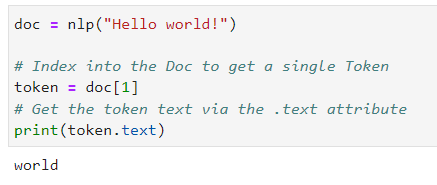 doc = nlp("Hello world!")
# Index into the Doc to get a single Token
token = doc[1]
# Get the token text via the .text attribute
print(token.text)
world